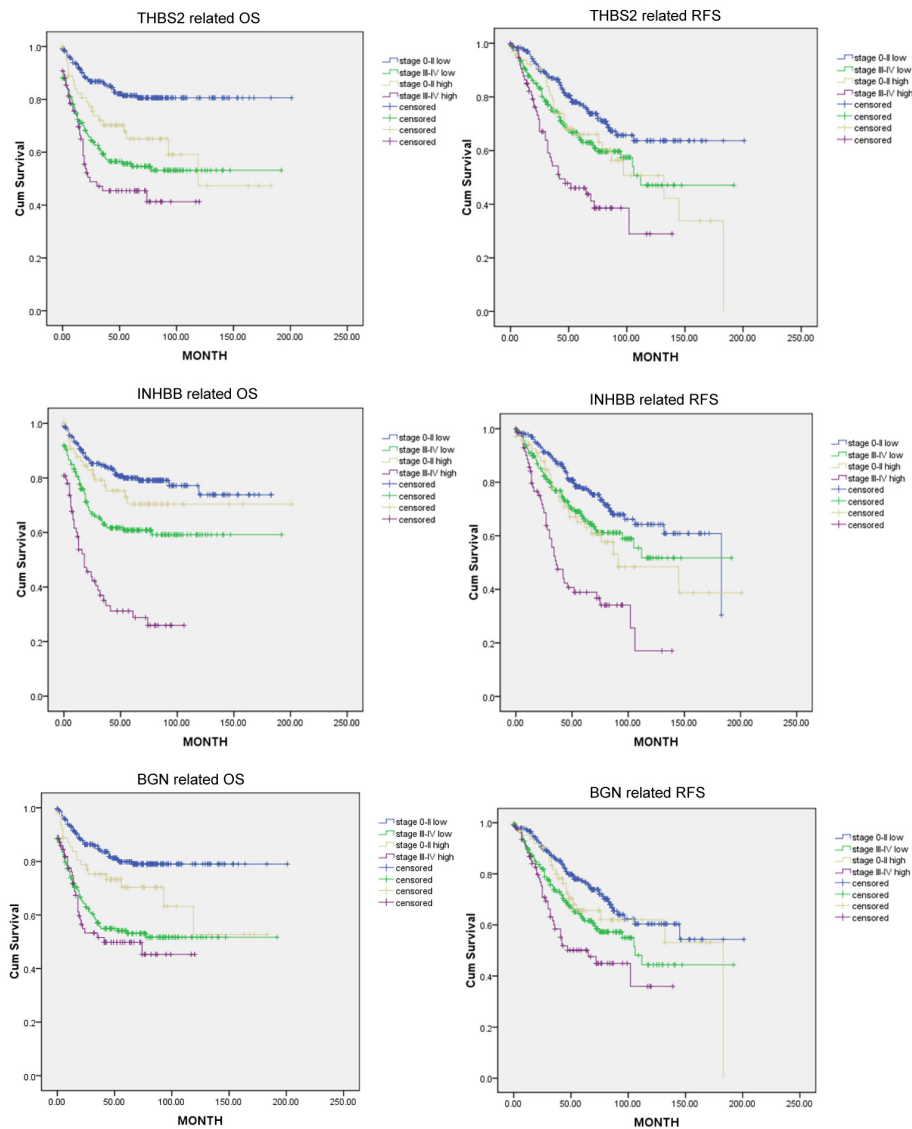 THBS2 related OS
1.0
0.8
0.6
0.4
0.2
0.0
Cum Survival
0.00 50.00 100.00 150.00 200.00 250.00
MONTH
stage 0-II low
stage III-IV low
stage 0-II high
stage III-IV high
censored
censored
censored
THBS2 related RFS
1.0
0.8
0.6
0.4
0.2
0.0
Cum Survival
0.00 50.00 100.00 150.00 200.00 250.00
MONTH
stage 0-II low
stage III-IV low
stage 0-II high
stage III-IV high
censored
censored
censored
censored
INHBB related OS
1.0
0.8
0.6
0.4
0.2
0.0
Cum Survival
0.00 50.00 100.00 150.00 200.00 250.00
MONTH
stage 0-II low
stage III-IV low
stage 0-II high
stage III-IV high
censored
censored
censored
censored
INHBB related RFS
1.0
0.8
0.6
0.4
0.2
0.0
Cum Survival
0.00 50.00 100.00 150.00 200.00 250.00
MONTH
stage 0-II low
stage III-IV low
stage 0-II high
stage III-IV high
censored
censored
censored
censored
BGN related OS
1.0
0.8
0.6
0.4
0.2
0.0
Cum Survival
0.00 50.00 100.00 150.00 200.00 250.00
MONTH
stage 0-II low
stage III-IV low
stage 0-II high
stage III-IV high
censored
censored
censored
censored
BGN related RFS
1.0
0.8
0.6
0.4
0.2
0.0
Cum Survival
0.00 50.00 100.00 150.00 200.00 250.00
MONTH
stage 0-II low
stage III-IV low
stage 0-II high
stage III-IV high
censored
censored
censored
censored